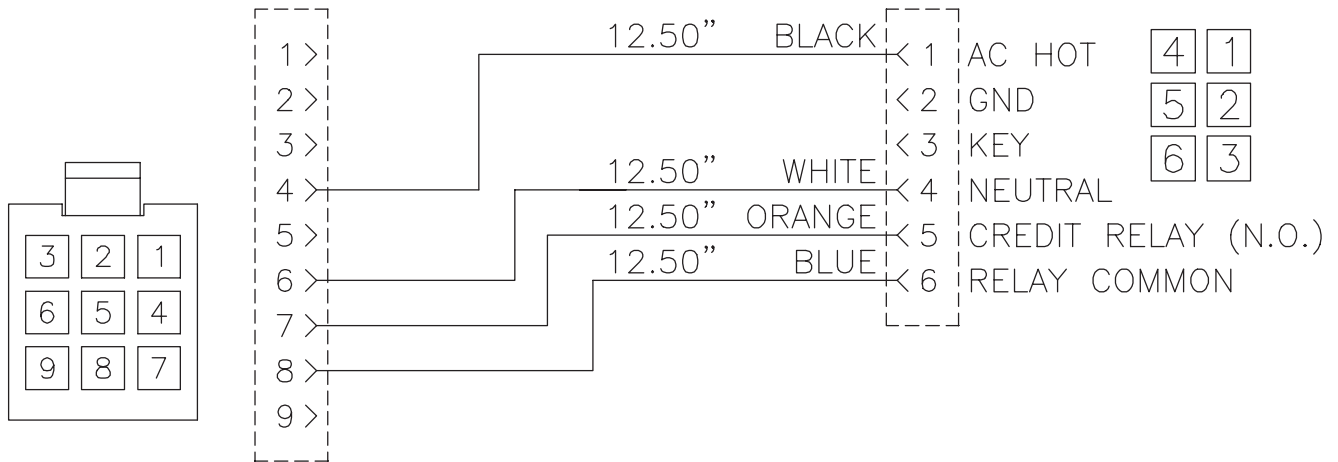 3 2 1
6 5 4
9 8 7
1
2
3
4
5
6
7
8
9
12.50” BLACK
12.50” WHITE
12.50” ORANGE
12.50” BLUE
1 AC HOT
2 GND
3 KEY
4 NEUTRAL
5 CREDIT RELAY (N.O.)
6 RELAY COMMON
4 1
5 2
6 3